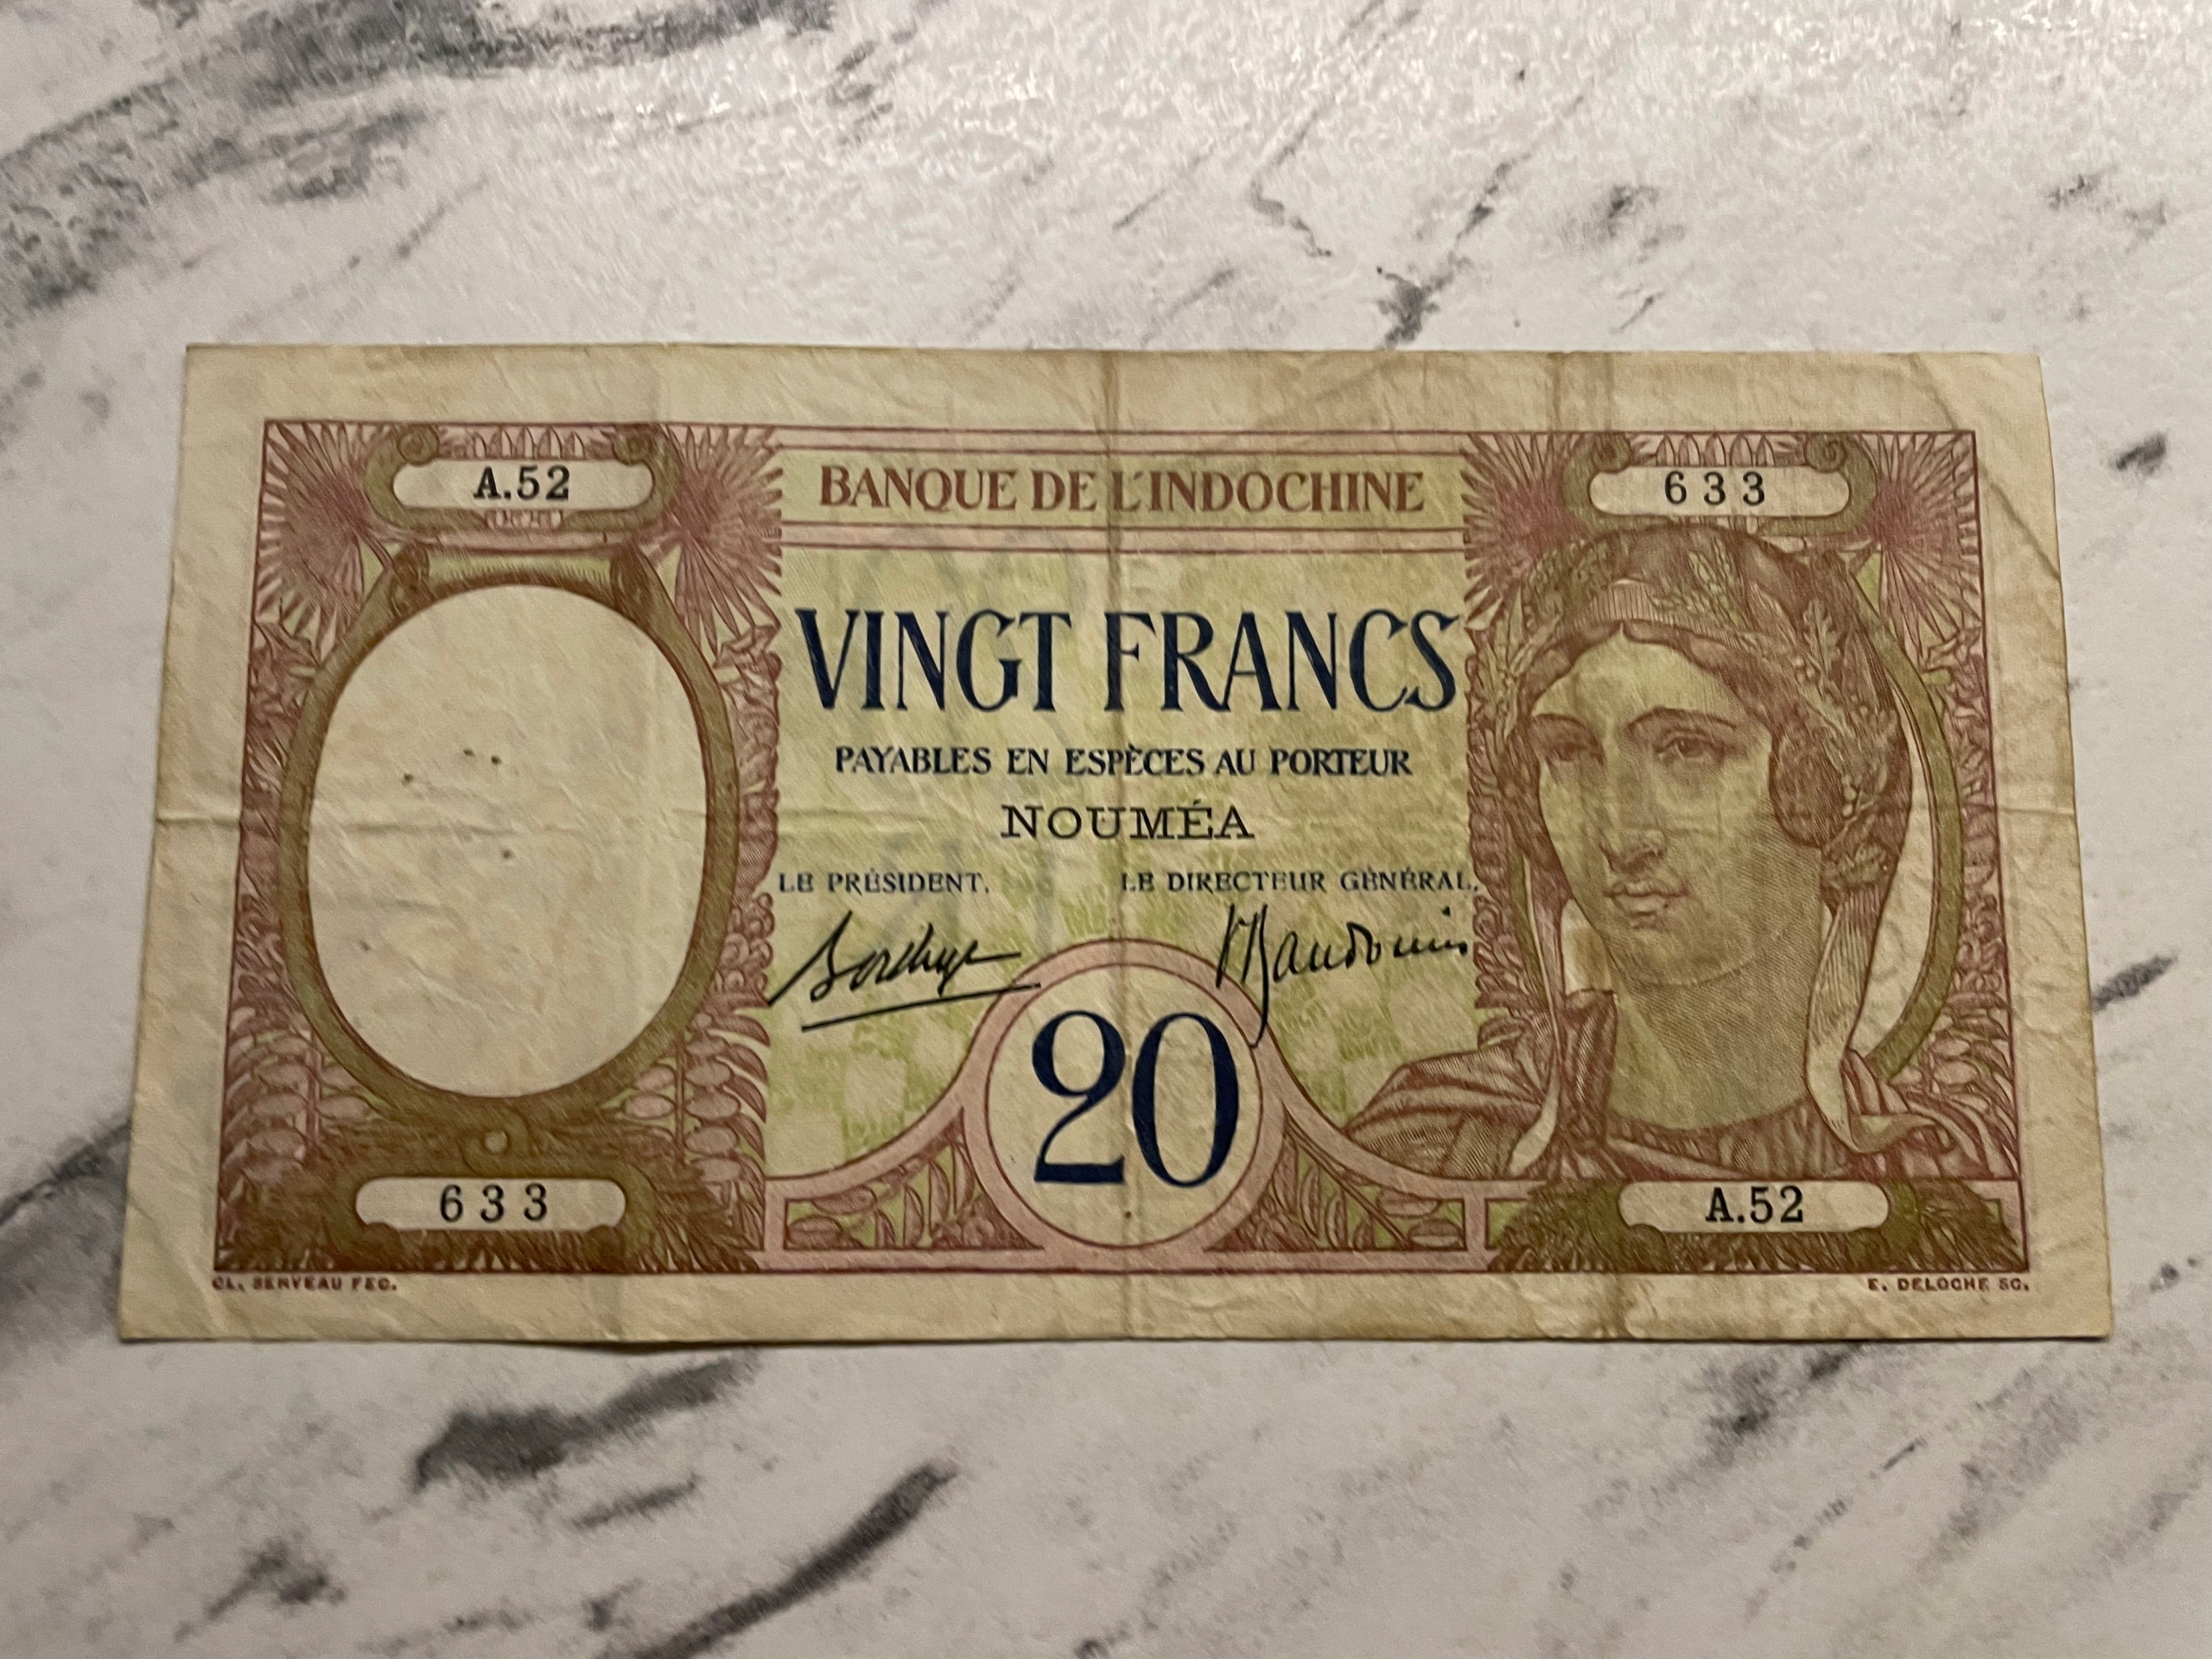 A.52
BANQUE DE L'INDOCHINE
633
VINGT FRANCS
PAYABLES EN ESPÈCES AU PORTEUR
NOUMÉA
LE PRÉSIDENT, LE DIRECTEUR GÉNÉRAL,
20
633
A.52
CL. SERVEAU FEC. E. DELOCHE SC.